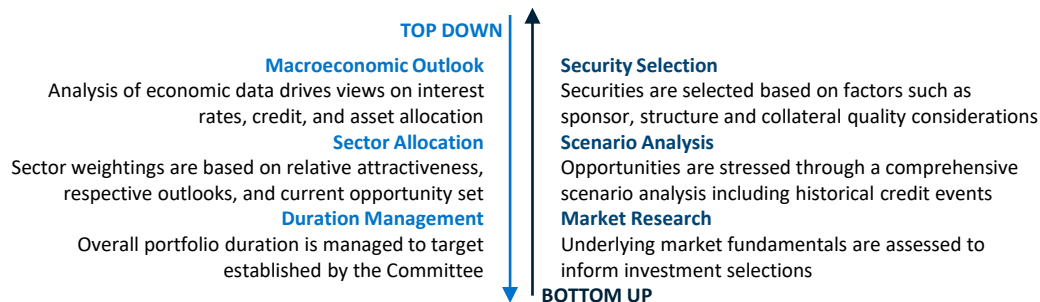 TOP DOWN
Macroeconomic Outlook
Analysis of economic data drives views on interest
rates, credit, and asset allocation
Sector Allocation
Sector weightings are based on relative attractiveness,
respective outlooks, and current opportunity set
Duration Management
Overall portfolio duration is managed to target
established by the Committee
Security Selection
Securities are selected based on factors such as
sponsor, structure and collateral quality considerations
Scenario Analysis
Opportunities are stressed through a comprehensive
scenario analysis including historical credit events
Market Research
Underlying market fundamentals are assessed to
inform investment selections
BOTTOM UP